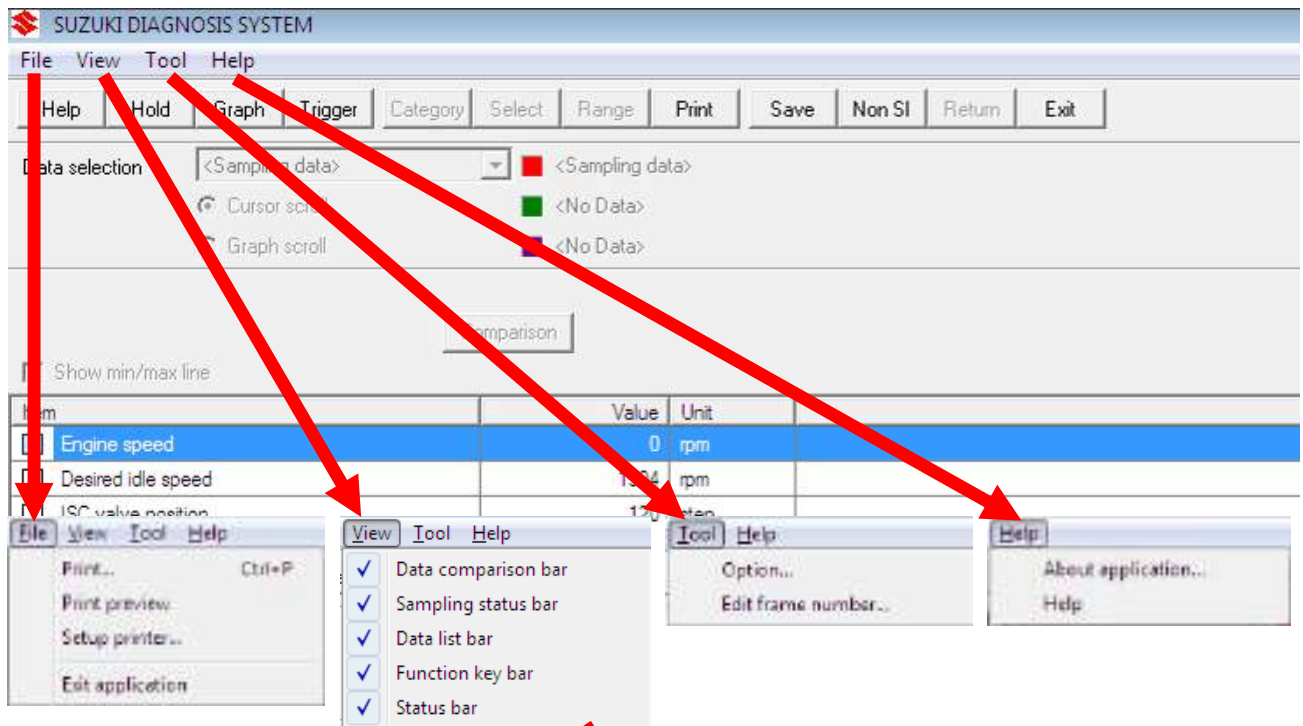 SUZUKI DIAGNOSIS SYSTEM
File View Tool Help
Help Hold Graph Trigger Category Select Range Print Save Non SI Return Exit
Data selection <Sampling data> <Sampling data>
Cursor scroll <No Data>
Graph scroll <No Data>
Comparison
Show min/max line
Item Value Unit
Engine speed 0 rpm
Desired idle speed rpm
ISC valve position 120 step
File View Tool Help
Print... Ctrl+P
Print preview
Setup printer...
Exit application
View Tool Help
Data comparison bar
Sampling status bar
Data list bar
Function key bar
Status bar
Tool Help
Option...
Edit frame number...
Help
About application...
Help